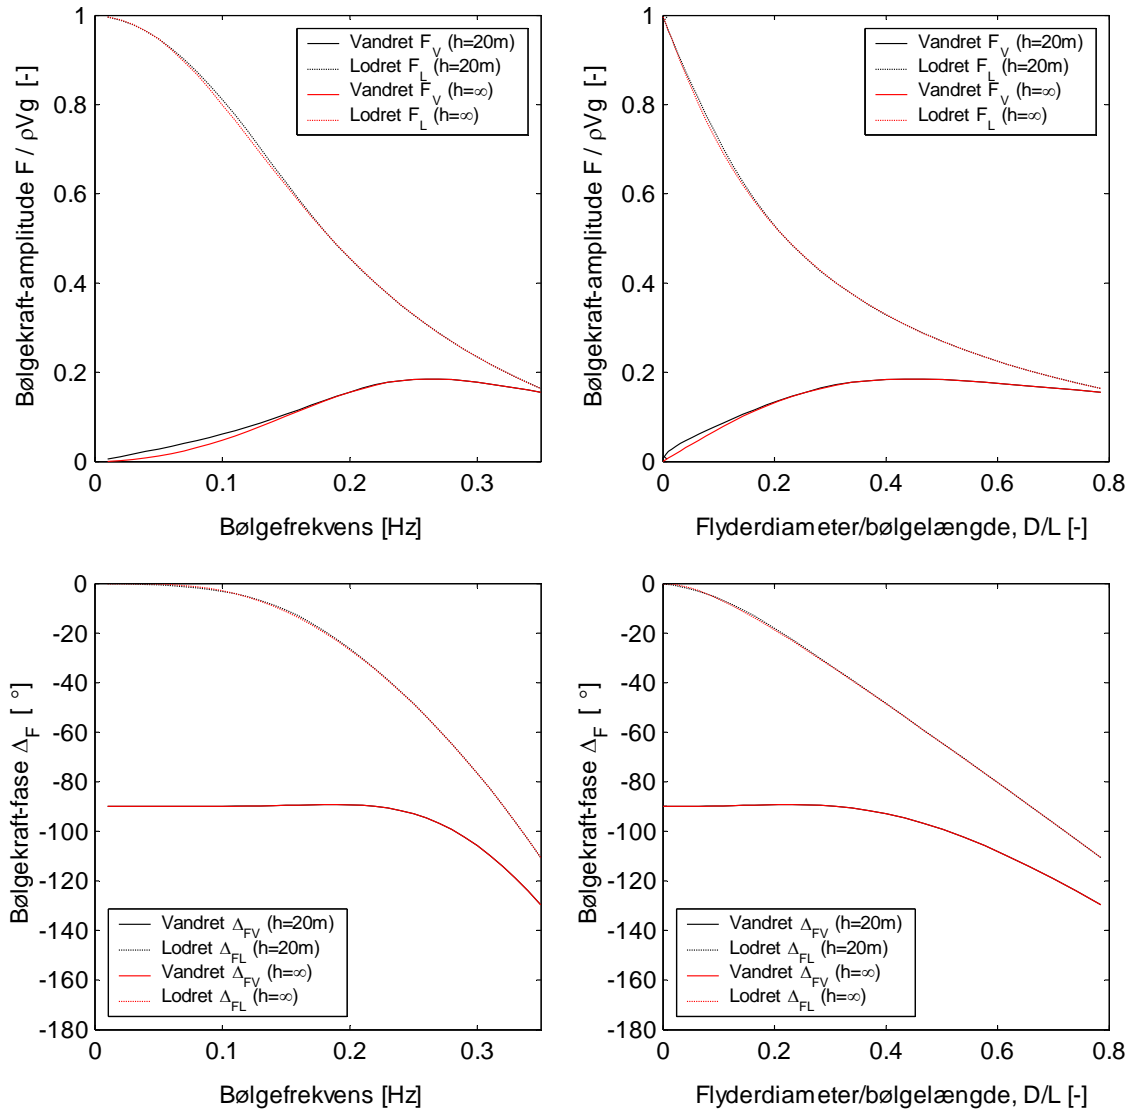 Bølgekraft-amplitude F / ρVg [-]
1
0.8
0.6
0.4
0.2
0
Vandret F_V (h=20m)
Lodret F_L (h=20m)
Vandret F_V (h=∞)
Lodret F_L (h=∞)
0 0.1 0.2 0.3
Bølgefrekvens [Hz]
Bølgekraft-amplitude F / ρVg [-]
1
0.8
0.6
0.4
0.2
0
Vandret F_V (h=20m)
Lodret F_L (h=20m)
Vandret F_V (h=∞)
Lodret F_L (h=∞)
0 0.2 0.4 0.6 0.8
Flyderdiameter/bølgelængde, D/L [-]
Bølgekraft-fase Δ_F [ °]
0
-20
-40
-60
-80
-100
-120
-140
-160
-180
Vandret Δ_FV (h=20m)
Lodret Δ_FL (h=20m)
Vandret Δ_FV (h=∞)
Lodret Δ_FL (h=∞)
0 0.1 0.2 0.3
Bølgefrekvens [Hz]
Bølgekraft-fase Δ_F [ °]
0
-20
-40
-60
-80
-100
-120
-140
-160
-180
Vandret Δ_FV (h=20m)
Lodret Δ_FL (h=20m)
Vandret Δ_FV (h=∞)
Lodret Δ_FL (h=∞)
0 0.2 0.4 0.6 0.8
Flyderdiameter/bølgelængde, D/L [-]